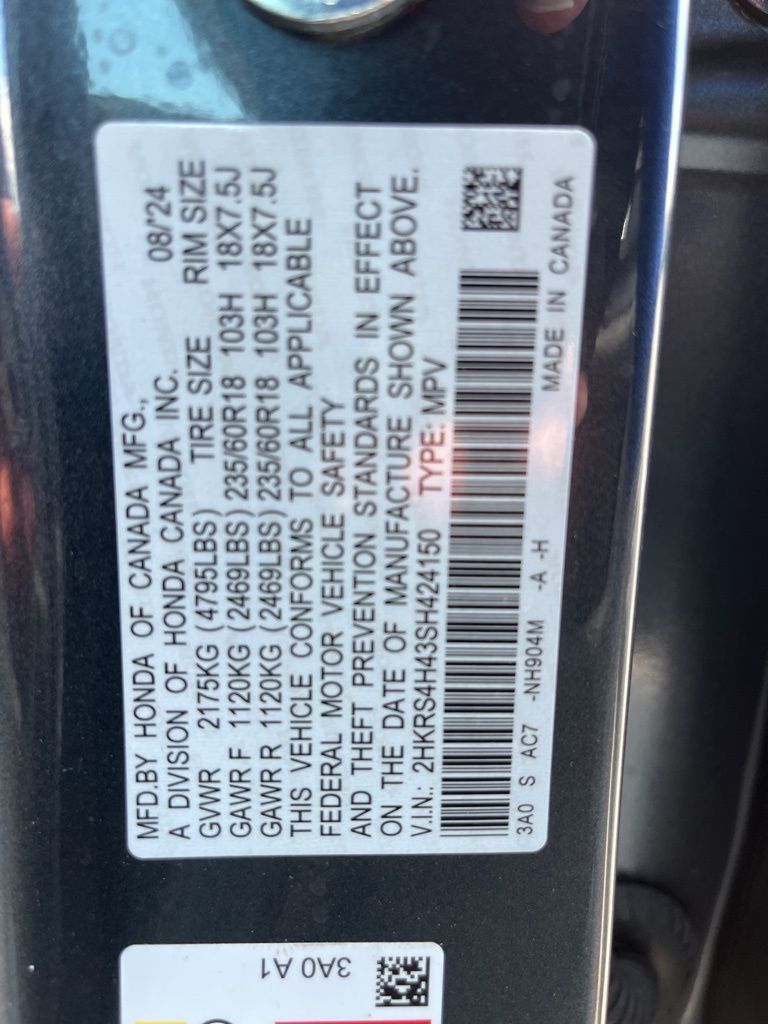 MFD.BY HONDA OF CANADA MFG.,
A DIVISION OF HONDA CANADA INC. 08/'24
GVWR 2175KG (4795LBS) TIRE SIZE RIM SIZE
GAWR F 1120KG (2469LBS) 235/60R18 103H 18X7.5J
GAWR R 1120KG (2469LBS) 235/60R18 103H 18X7.5J
THIS VEHICLE CONFORMS TO ALL APPLICABLE
FEDERAL MOTOR VEHICLE SAFETY
AND THEFT PREVENTION STANDARDS IN EFFECT
ON THE DATE OF MANUFACTURE SHOWN ABOVE.
V.I.N.: 2HKRS4H43SH424150 TYPE: MPV
3A0 S AC7 -NH904M -A -H MADE IN CANADA
3A0 A1